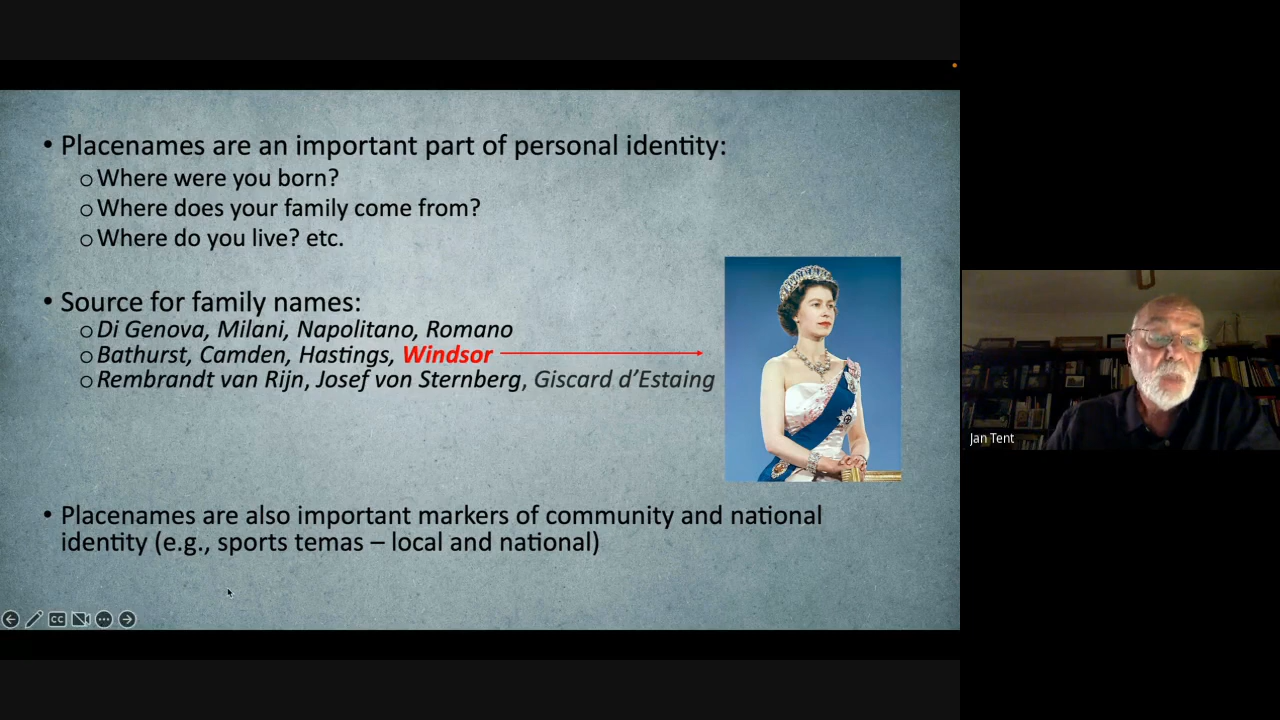 • Placenames are an important part of personal identity:
o Where were you born?
o Where does your family come from?
o Where do you live? etc.
• Source for family names:
o Di Genova, Milani, Napolitano, Romano
o Bathurst, Camden, Hastings, Windsor
o Rembrandt van Rijn, Josef von Sternberg, Giscard d’Estaing
• Placenames are also important markers of community and national
identity (e.g., sports temas – local and national)
CC
Jan Tent